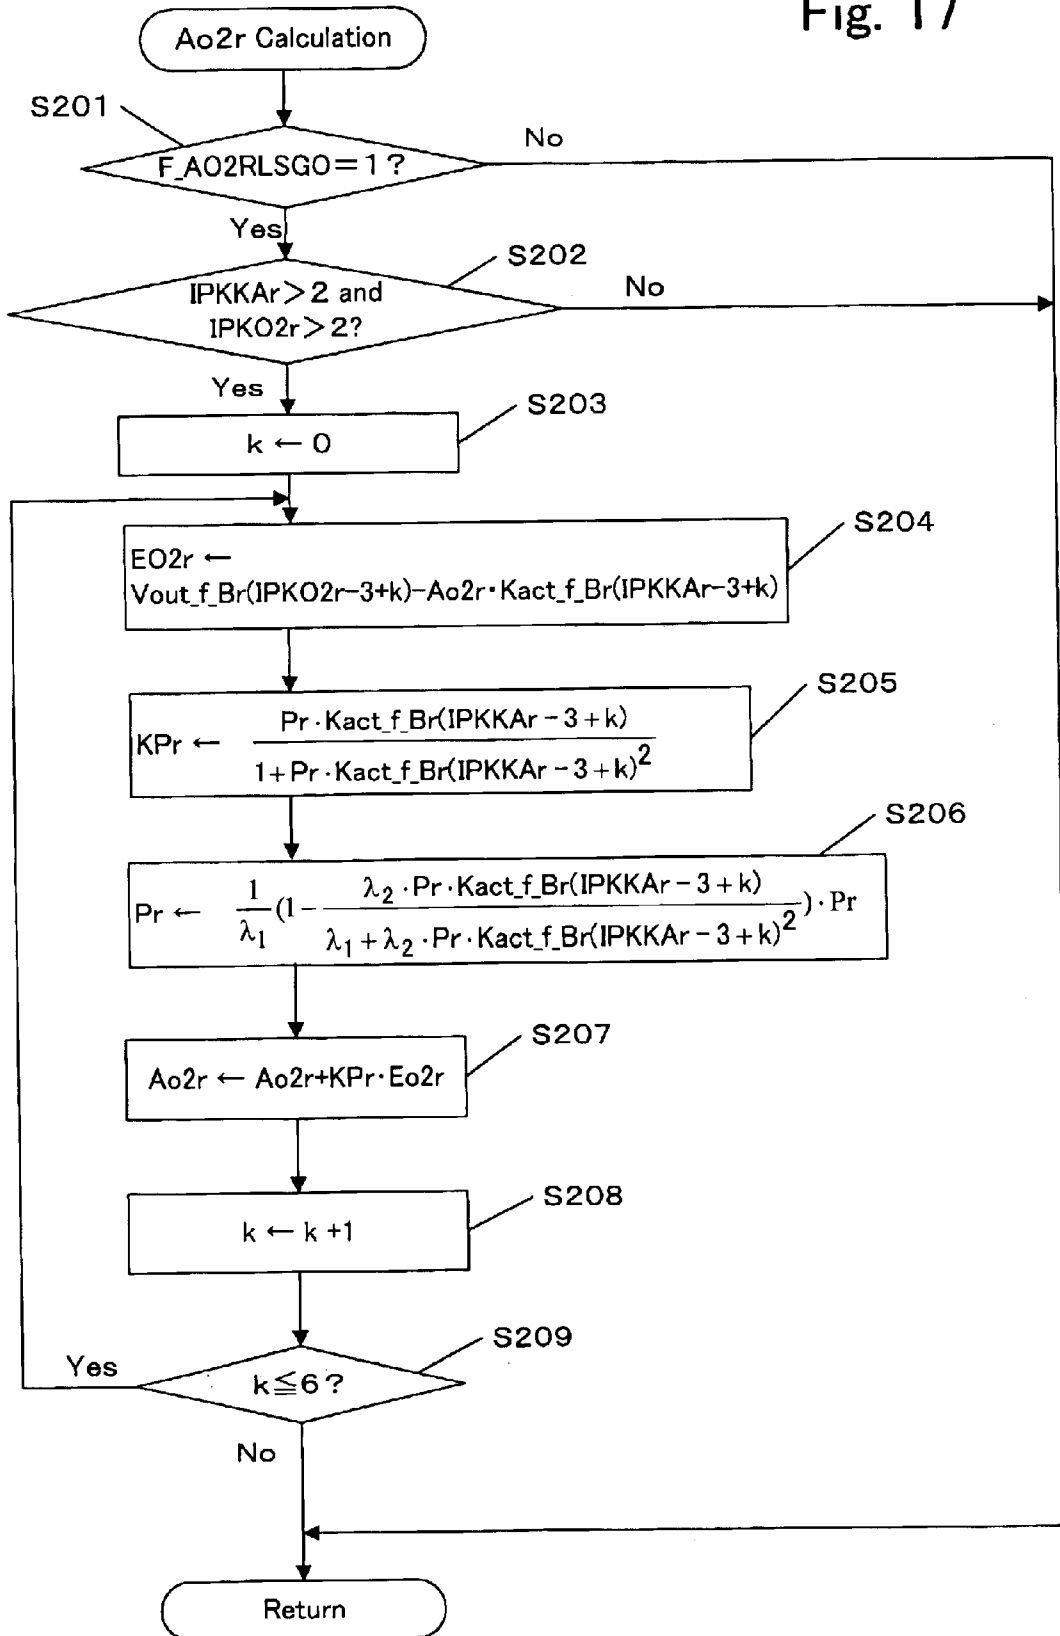 Fig. 17
Ao2r Calculation
S201
F_AO2RLSGO=1?
No
Yes
S202
IPKKAr>2 and
IPKO2r>2?
No
Yes
S203
k ← 0
S204
EO2r ←
Vout_f_Br(IPKO2r-3+k)-Ao2r·Kact_f_Br(IPKKAr-3+k)
S205
KPr ← Pr·Kact_f_Br(IPKKAr-3+k)
1+Pr·Kact_f_Br(IPKKAr-3+k)²
S206
Pr ← 1/λ₁ (1- λ₂·Pr·Kact_f_Br(IPKKAr-3+k) )·Pr
λ₁+λ₂·Pr·Kact_f_Br(IPKKAr-3+k)²
S207
Ao2r ← Ao2r+KPr·Eo2r
S208
k ← k+1
S209
Yes
k≦6?
No
Return